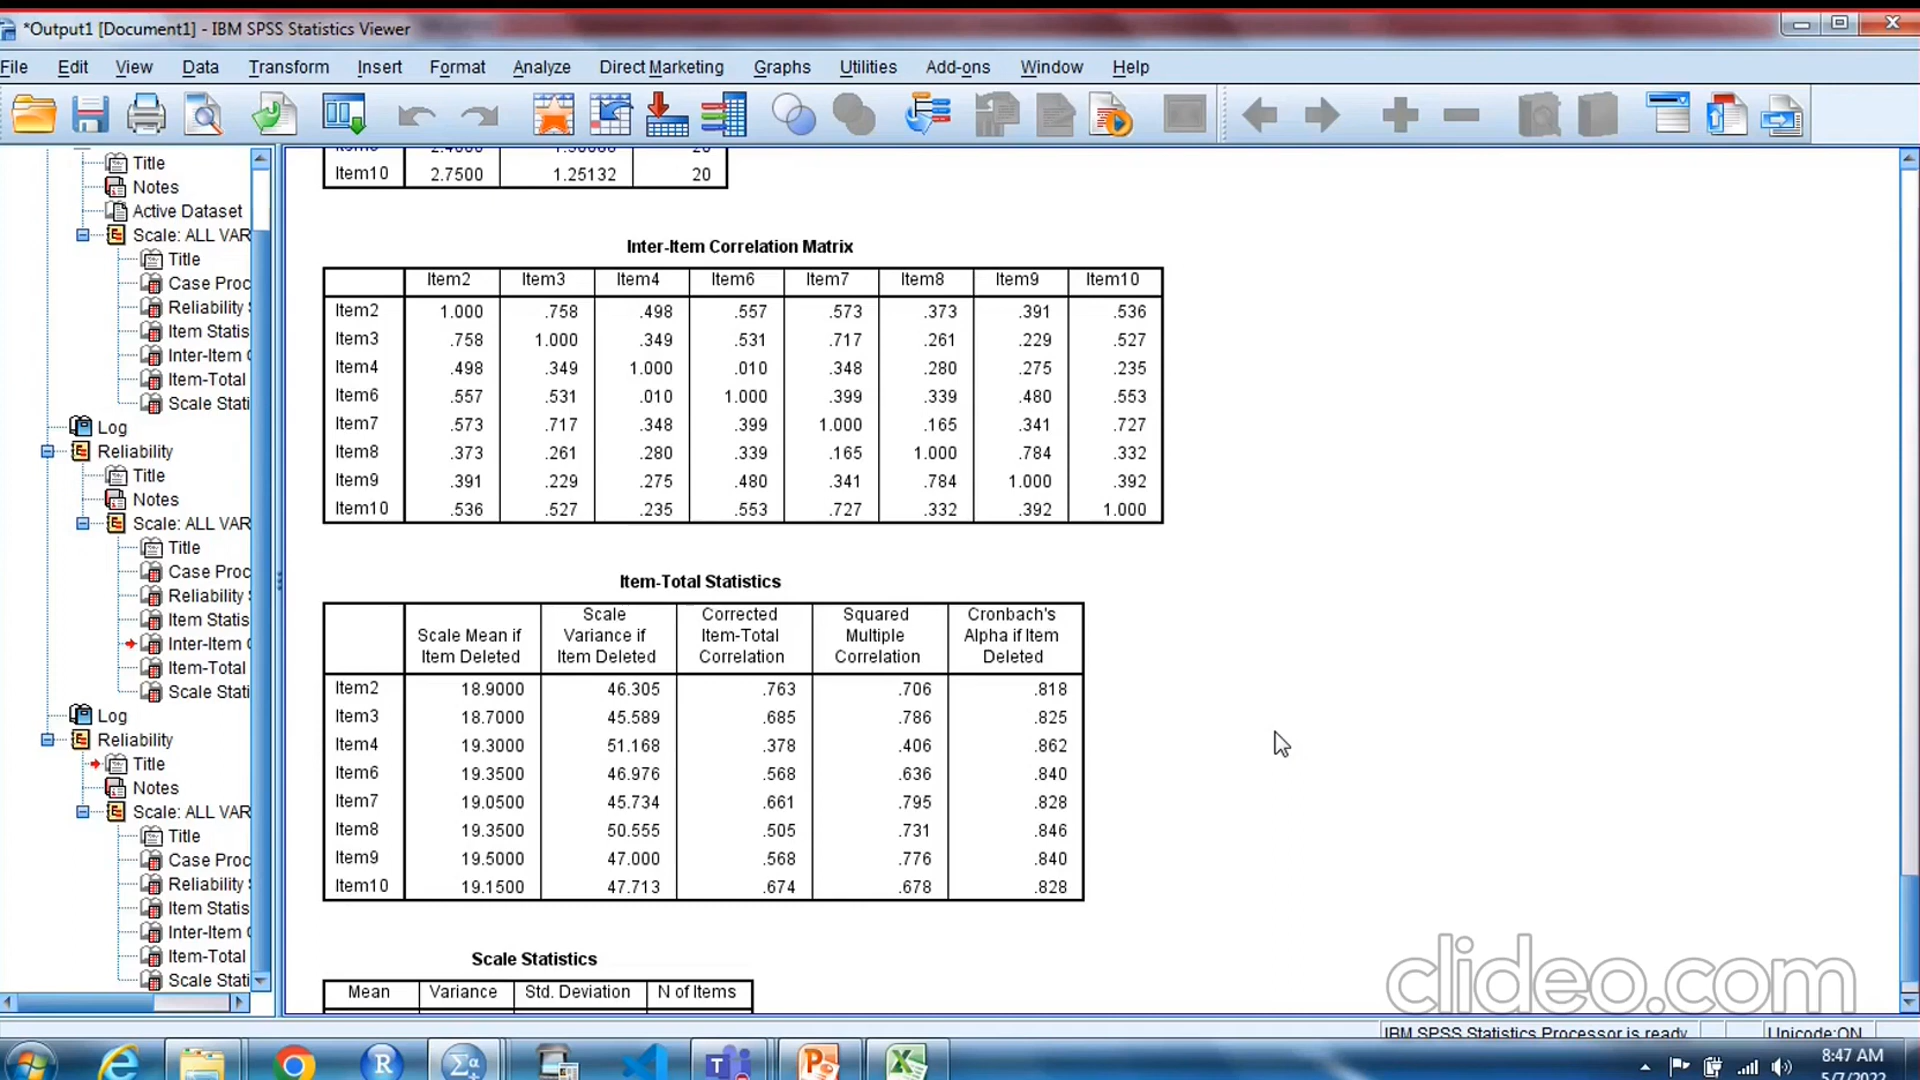 *Output1 [Document1] - IBM SPSS Statistics Viewer
File Edit View Data Transform Insert Format Analyze Direct Marketing Graphs Utilities Add-ons Window Help
Title
Notes
Active Dataset
Scale: ALL VAR
Title
Case Proc
Reliability
Item Statis
Inter-Item
Item-Total
Scale Stati
Log
Reliability
Title
Notes
Scale: ALL VAR
Title
Case Proc
Reliability
Item Statis
Inter-Item
Item-Total
Scale Stati
Log
Reliability
Title
Notes
Scale: ALL VAR
Title
Case Proc
Reliability
Item Statis
Inter-Item
Item-Total
Scale Stati
Item10 2.7500 1.25132 20
Inter-Item Correlation Matrix
Item2 Item3 Item4 Item6 Item7 Item8 Item9 Item10
Item2 1.000 .758 .498 .557 .573 .373 .391 .536
Item3 .758 1.000 .349 .531 .717 .261 .229 .527
Item4 .498 .349 1.000 .010 .348 .280 .275 .235
Item6 .557 .531 .010 1.000 .399 .339 .480 .553
Item7 .573 .717 .348 .399 1.000 .165 .341 .727
Item8 .373 .261 .280 .339 .165 1.000 .784 .332
Item9 .391 .229 .275 .480 .341 .784 1.000 .392
Item10 .536 .527 .235 .553 .727 .332 .392 1.000
Item-Total Statistics
Scale Mean if Item Deleted Scale Variance if Item Deleted Corrected Item-Total Correlation Squared Multiple Correlation Cronbach's Alpha if Item Deleted
Item2 18.9000 46.305 .763 .706 .818
Item3 18.7000 45.589 .685 .786 .825
Item4 19.3000 51.168 .378 .406 .862
Item6 19.3500 46.976 .568 .636 .840
Item7 19.0500 45.734 .661 .795 .828
Item8 19.3500 50.555 .505 .731 .846
Item9 19.5000 47.000 .568 .776 .840
Item10 19.1500 47.713 .674 .678 .828
Scale Statistics
Mean Variance Std. Deviation N of Items
clideo.com
IBM SPSS Statistics Processor is ready Unicode:ON
8:47 AM
5/7/2022